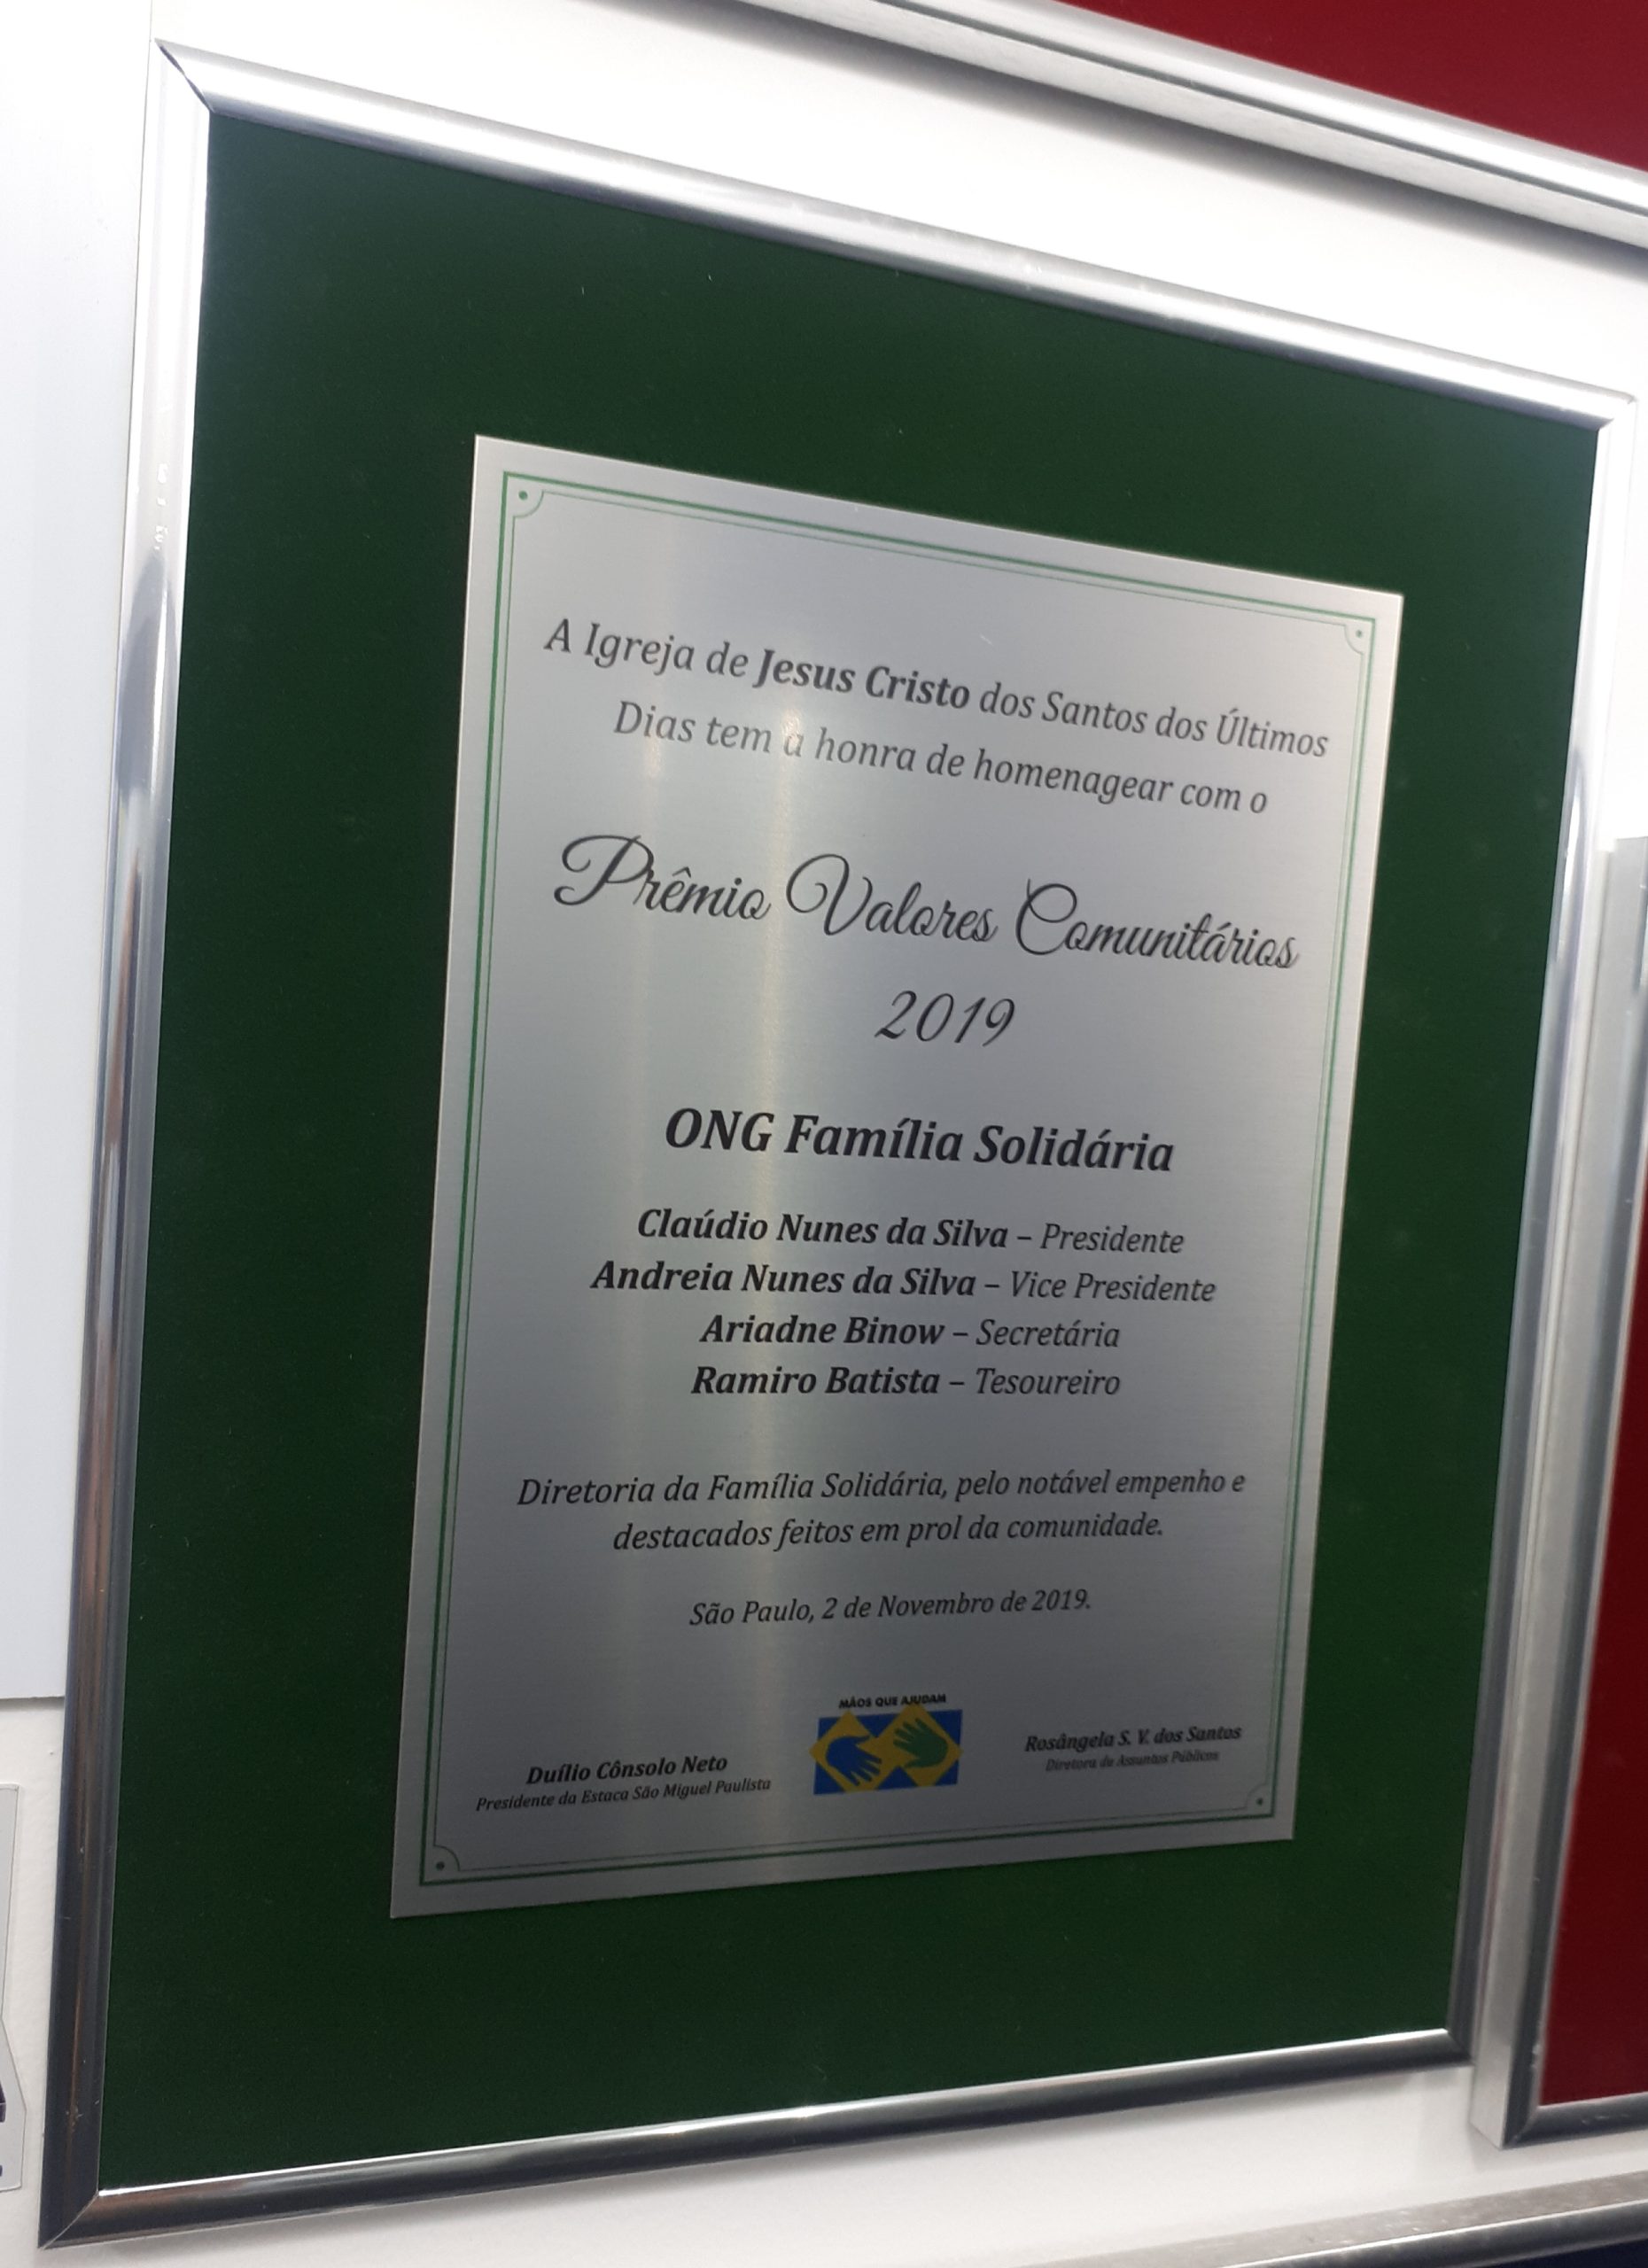 A Igreja de Jesus Cristo dos Santos dos Últimos
Dias tem a honra de homenagear com o
Prêmio Valores Comunitários
2019
ONG Família Solidária
Claúdio Nunes da Silva – Presidente
Andreia Nunes da Silva – Vice Presidente
Ariadne Binow – Secretária
Ramiro Batista – Tesoureiro
Diretoria da Família Solidária, pelo notável empenho e
destacados feitos em prol da comunidade.
São Paulo, 2 de Novembro de 2019.
Duílio Cônsolo Neto
Presidente da Estaca São Miguel Paulista
MÃOS QUE AJUDAM
Rosângela S. V. dos Santos
Diretora de Assuntos Públicos